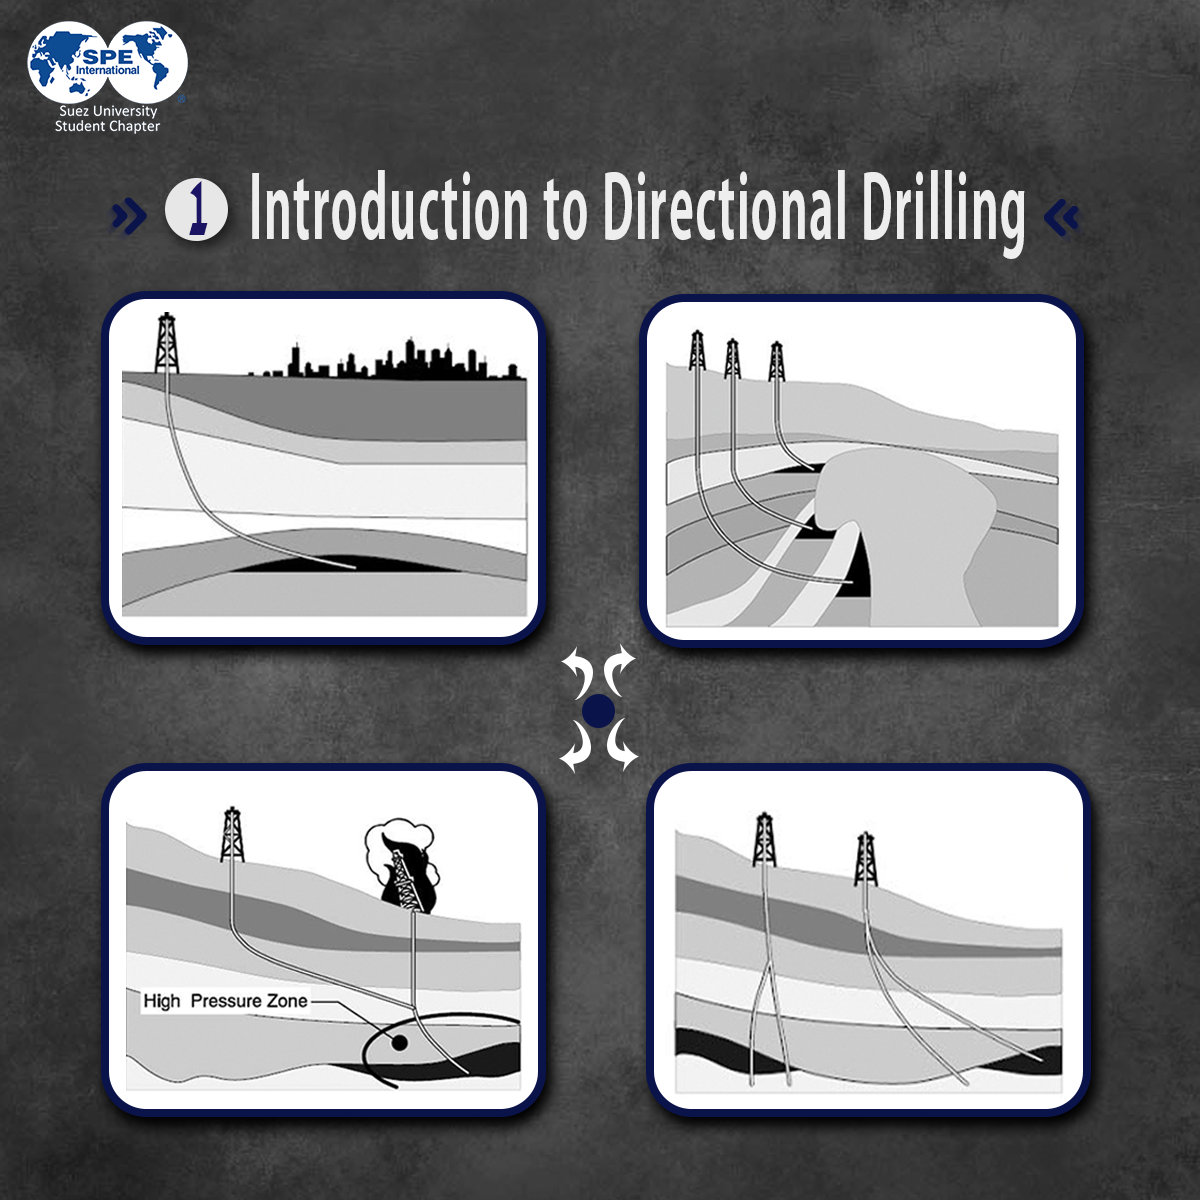 SPE
International
Suez University
Student Chapter
1 Introduction to Directional Drilling
High Pressure Zone